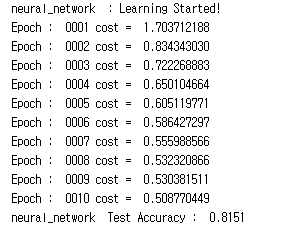 neural_network : Learning Started!
Epoch : 0001 cost = 1.703712188
Epoch : 0002 cost = 0.834343030
Epoch : 0003 cost = 0.722268883
Epoch : 0004 cost = 0.650104664
Epoch : 0005 cost = 0.605119771
Epoch : 0006 cost = 0.586427297
Epoch : 0007 cost = 0.555988566
Epoch : 0008 cost = 0.532320866
Epoch : 0009 cost = 0.530381511
Epoch : 0010 cost = 0.508770449
neural_network Test Accuracy : 0.8151